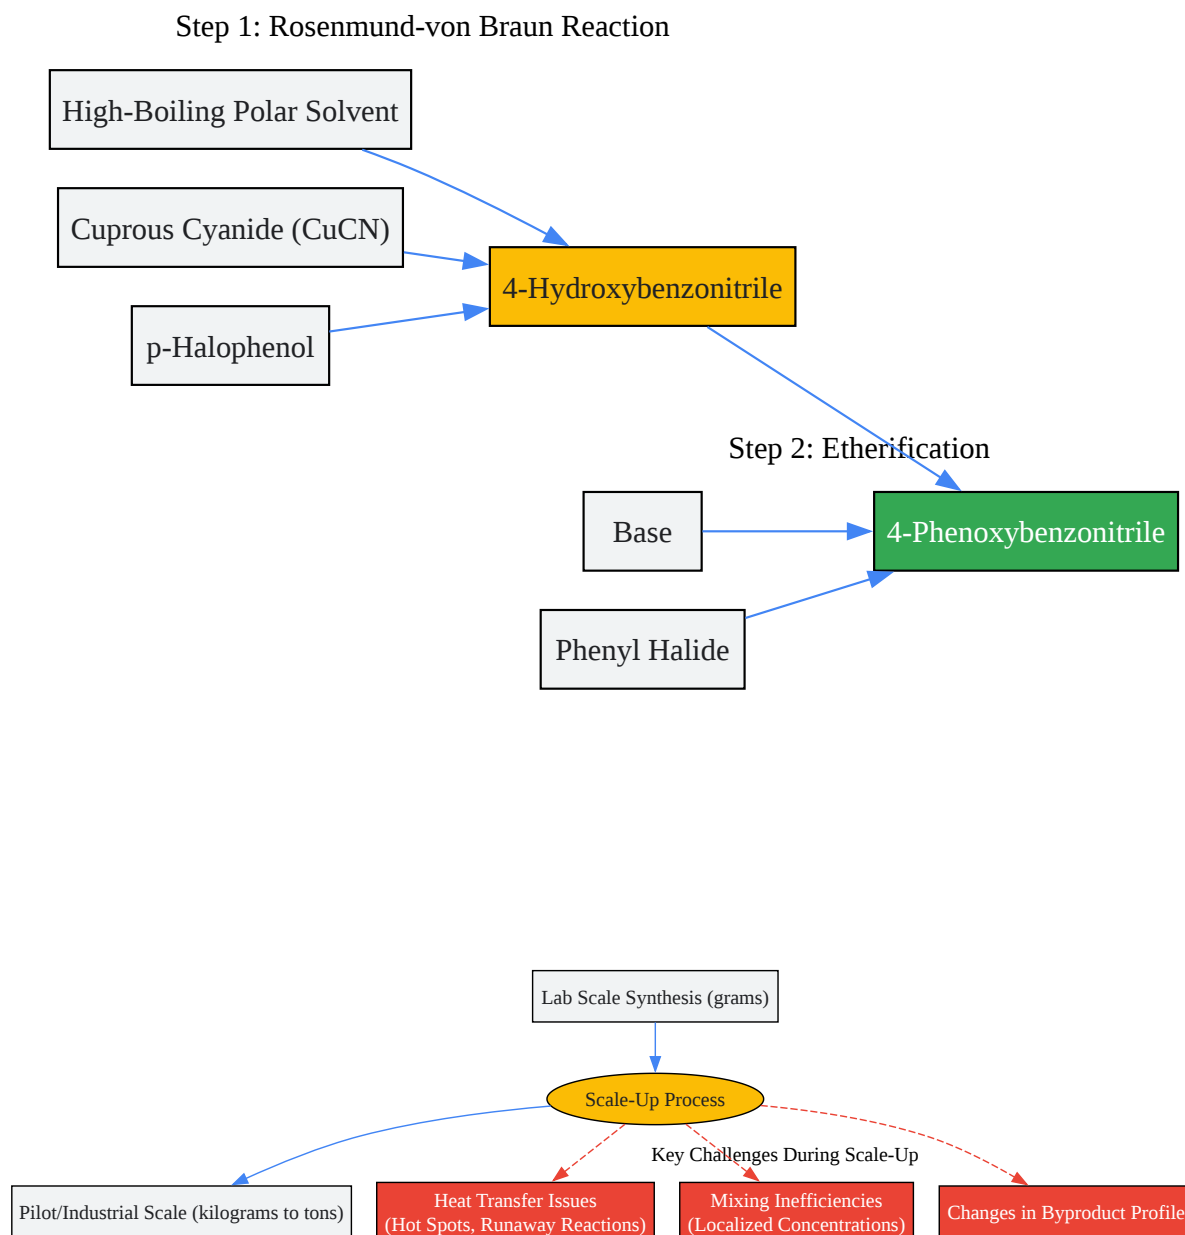 Step 1: Rosenmund-von Braun Reaction
High-Boiling Polar Solvent
Cuprous Cyanide (CuCN)
4-Hydroxybenzonitrile
p-Halophenol
Step 2: Etherification
Base
4-Phenoxybenzonitrile
Phenyl Halide
Lab Scale Synthesis (grams)
Scale-Up Process
Key Challenges During Scale-Up
Pilot/Industrial Scale (kilograms to tons)
Heat Transfer Issues
(Hot Spots, Runaway Reactions)
Mixing Inefficiencies
(Localized Concentrations)
Changes in Byproduct Profile